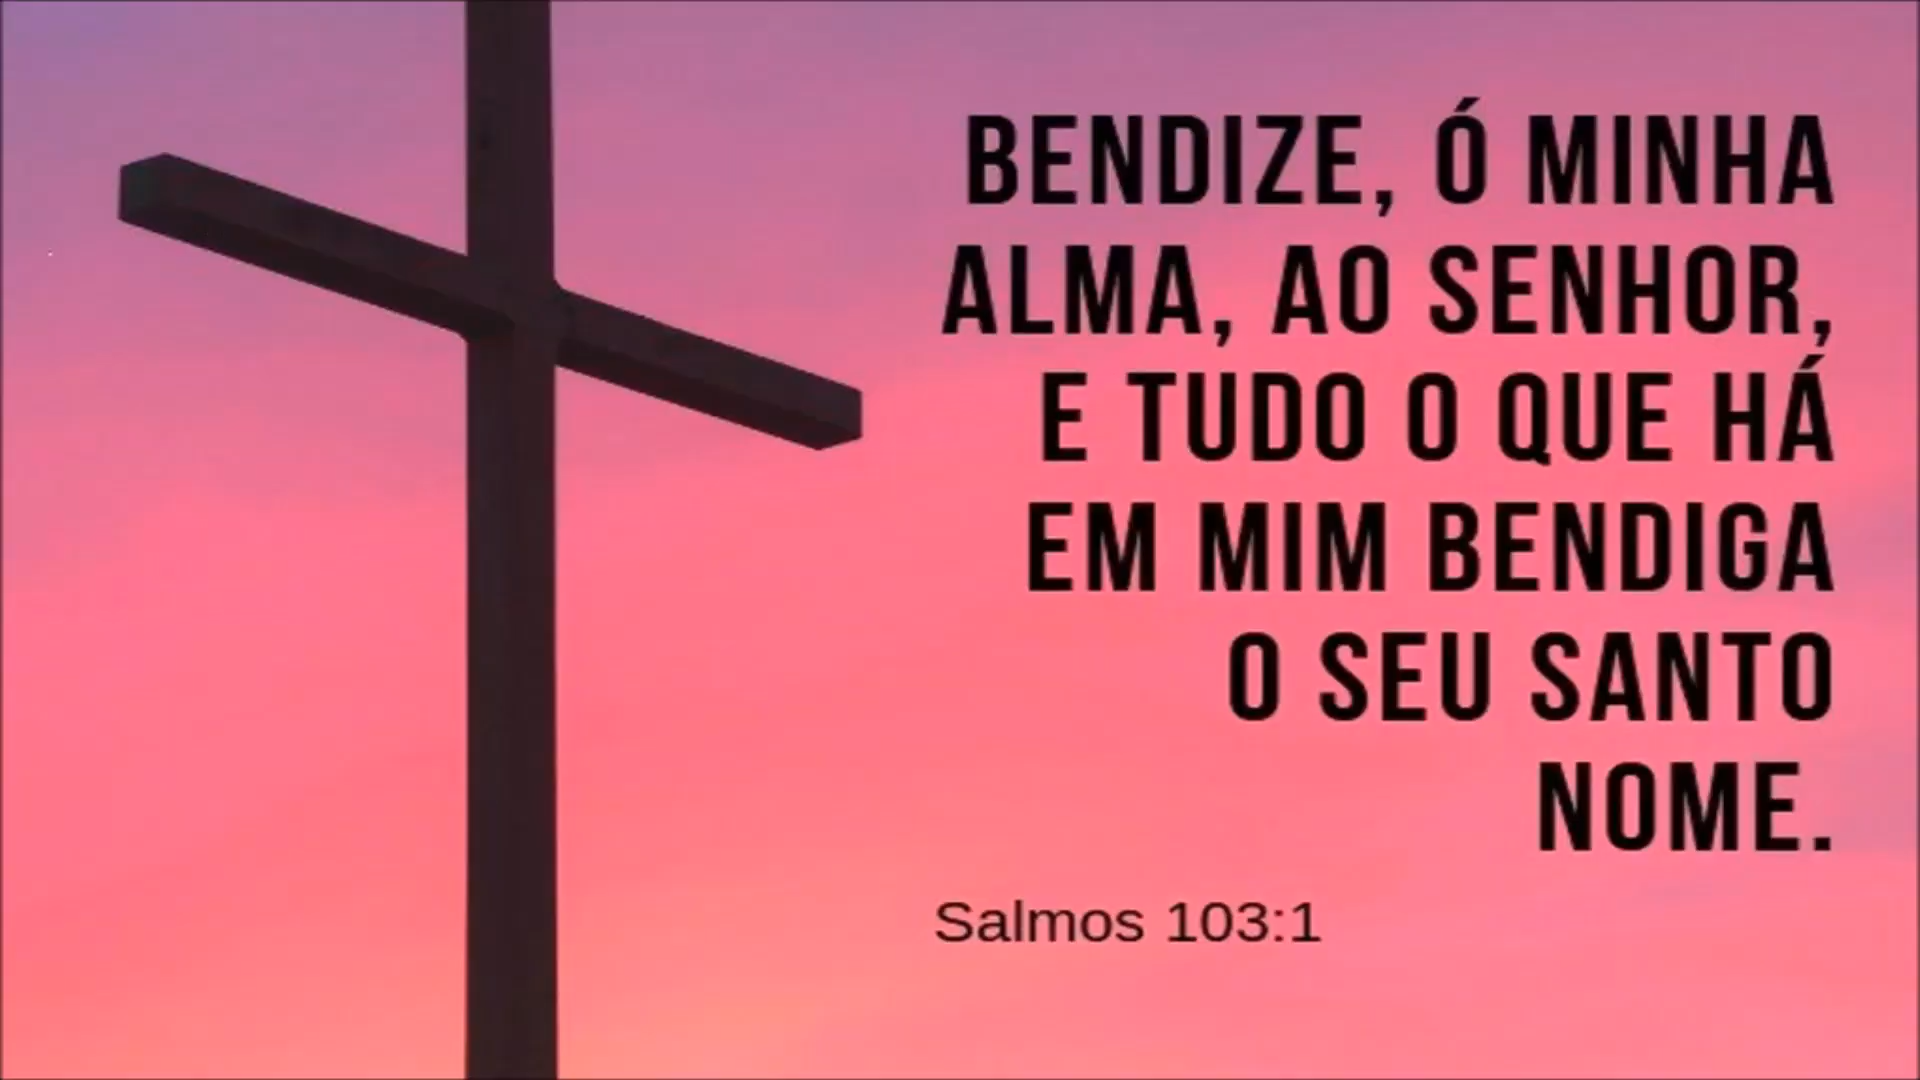 BENDIZE, Ó MINHA
ALMA, AO SENHOR,
E TUDO O QUE HÁ
EM MIM BENDIGA
O SEU SANTO
NOME.
Salmos 103:1